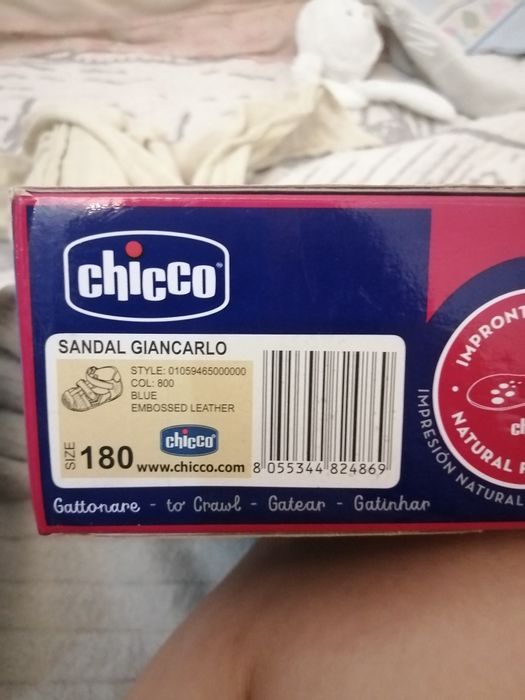 chicco
SANDAL GIANCARLO
STYLE: 01059465000000
COL: 800
BLUE
EMBOSSED LEATHER
SIZE 180
chicco
www.chicco.com
8 055344 824869
Gattonare - to Crawl - Gatear - Gatinhar
NATURAL
IMPRESIÓN NATURAL